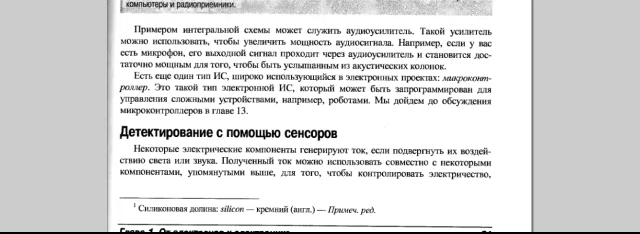 компьютеры и радиоприемники.
Примером интегральной схемы может служить аудиоусилитель. Такой усилитель
можно использовать, чтобы увеличить мощность аудиосигнала. Например, если у вас
есть микрофон, его выходной сигнал проходит через аудиоусилитель и становится дос-
таточно мощным для того, чтобы быть услышанным из акустических колонок.
Есть еще один тип ИС, широко использующийся в электронных проектах: микроконт-
роллер. Это такой тип электронной ИС, который может быть запрограммирован для
управления сложными устройствами, например, роботами. Мы дойдем до обсуждения
микроконтроллеров в главе 13.
Детектирование с помощью сенсоров
Некоторые электрические компоненты генерируют ток, если подвергнуть их воздей-
ствию света или звука. Полученный ток можно использовать совместно с некоторыми
компонентами, упомянутыми выше, для того, чтобы контролировать электричество,
1 Силиконовая долина: silicon — кремний (англ.) — Примеч. ред.
Глава 1. От электронов к электронике